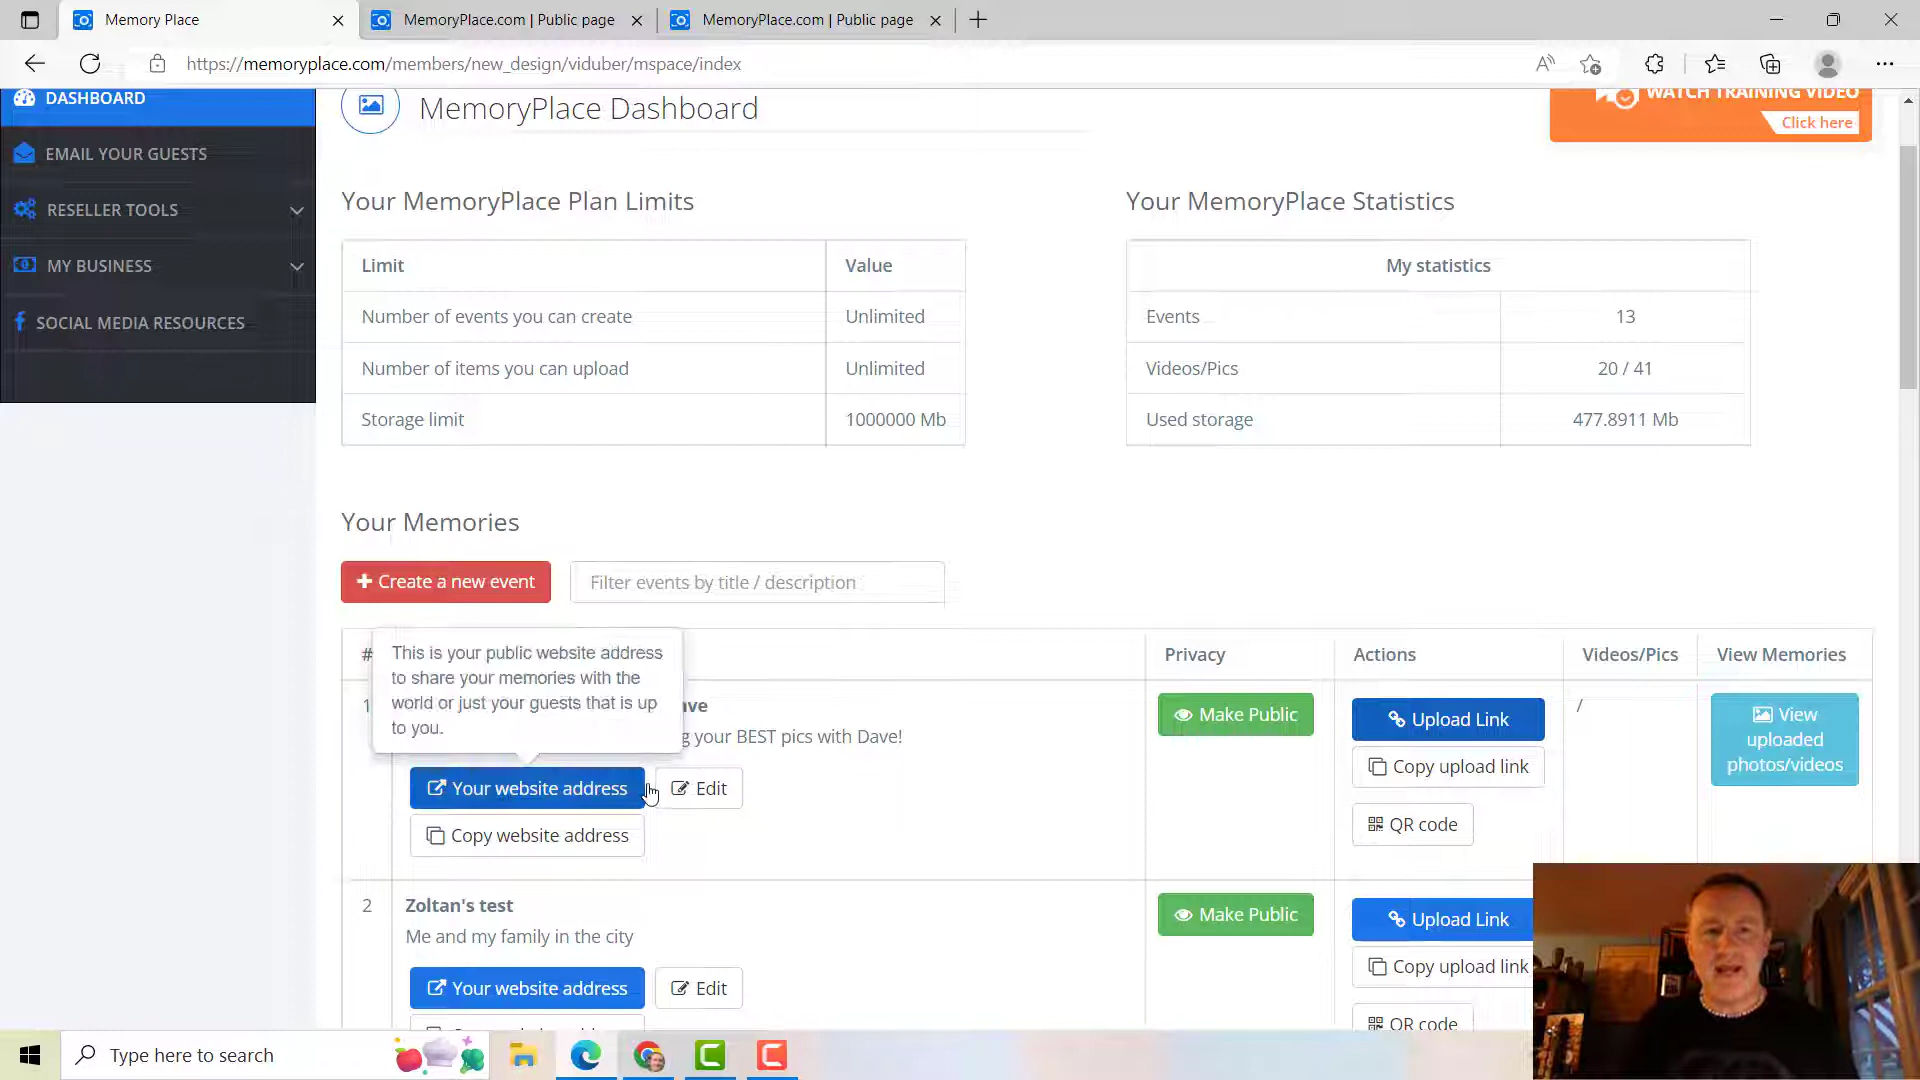 Memory Place
MemoryPlace.com | Public page
MemoryPlace.com | Public page
https://memoryplace.com/members/new_design/viduber/mspace/index
DASHBOARD
EMAIL YOUR GUESTS
RESELLER TOOLS
MY BUSINESS
SOCIAL MEDIA RESOURCES
MemoryPlace Dashboard
WATCH TRAINING VIDEO
Click here
Your MemoryPlace Plan Limits
Limit Value
Number of events you can create Unlimited
Number of items you can upload Unlimited
Storage limit 1000000 Mb
Your MemoryPlace Statistics
My statistics
Events 13
Videos/Pics 20 / 41
Used storage 477.8911 Mb
Your Memories
Create a new event
Filter events by title / description
# Privacy Actions Videos/Pics View Memories
This is your public website address
to share your memories with the
world or just your guests that is up
to you.
your BEST pics with Dave!
Your website address
Edit
Copy website address
Make Public
Upload Link
Copy upload link
QR code
/
View
uploaded
photos/videos
2
Zoltan's test
Me and my family in the city
Your website address
Edit
Make Public
Upload Link
Copy upload link
QR code
Type here to search